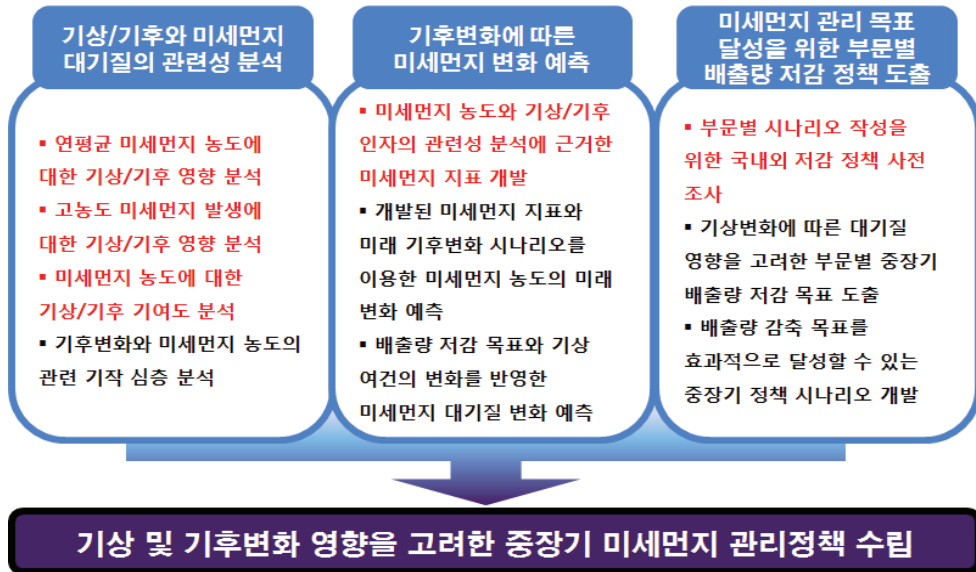 기상/기후와 미세먼지
대기질의 관련성 분석
▪ 연평균 미세먼지 농도에
대한 기상/기후 영향 분석
▪ 고농도 미세먼지 발생에
대한 기상/기후 영향 분석
▪ 미세먼지 농도에 대한
기상/기후 기여도 분석
▪ 기후변화와 미세먼지 농도의
관련 기작 심층 분석
기후변화에 따른
미세먼지 변화 예측
▪ 미세먼지 농도와 기상/기후
인자의 관련성 분석에 근거한
미세먼지 지표 개발
▪ 개발된 미세먼지 지표와
미래 기후변화 시나리오를
이용한 미세먼지 농도의 미래
변화 예측
▪ 배출량 저감 목표와 기상
여건의 변화를 반영한
미세먼지 대기질 변화 예측
미세먼지 관리 목표
달성을 위한 부문별
배출량 저감 정책 도출
▪ 부문별 시나리오 작성을
위한 국내외 저감 정책 사전
조사
▪ 기상변화에 따른 대기질
영향을 고려한 부문별 중장기
배출량 저감 목표 도출
▪ 배출량 감축 목표를
효과적으로 달성할 수 있는
중장기 정책 시나리오 개발
기상 및 기후변화 영향을 고려한 중장기 미세먼지 관리정책 수립